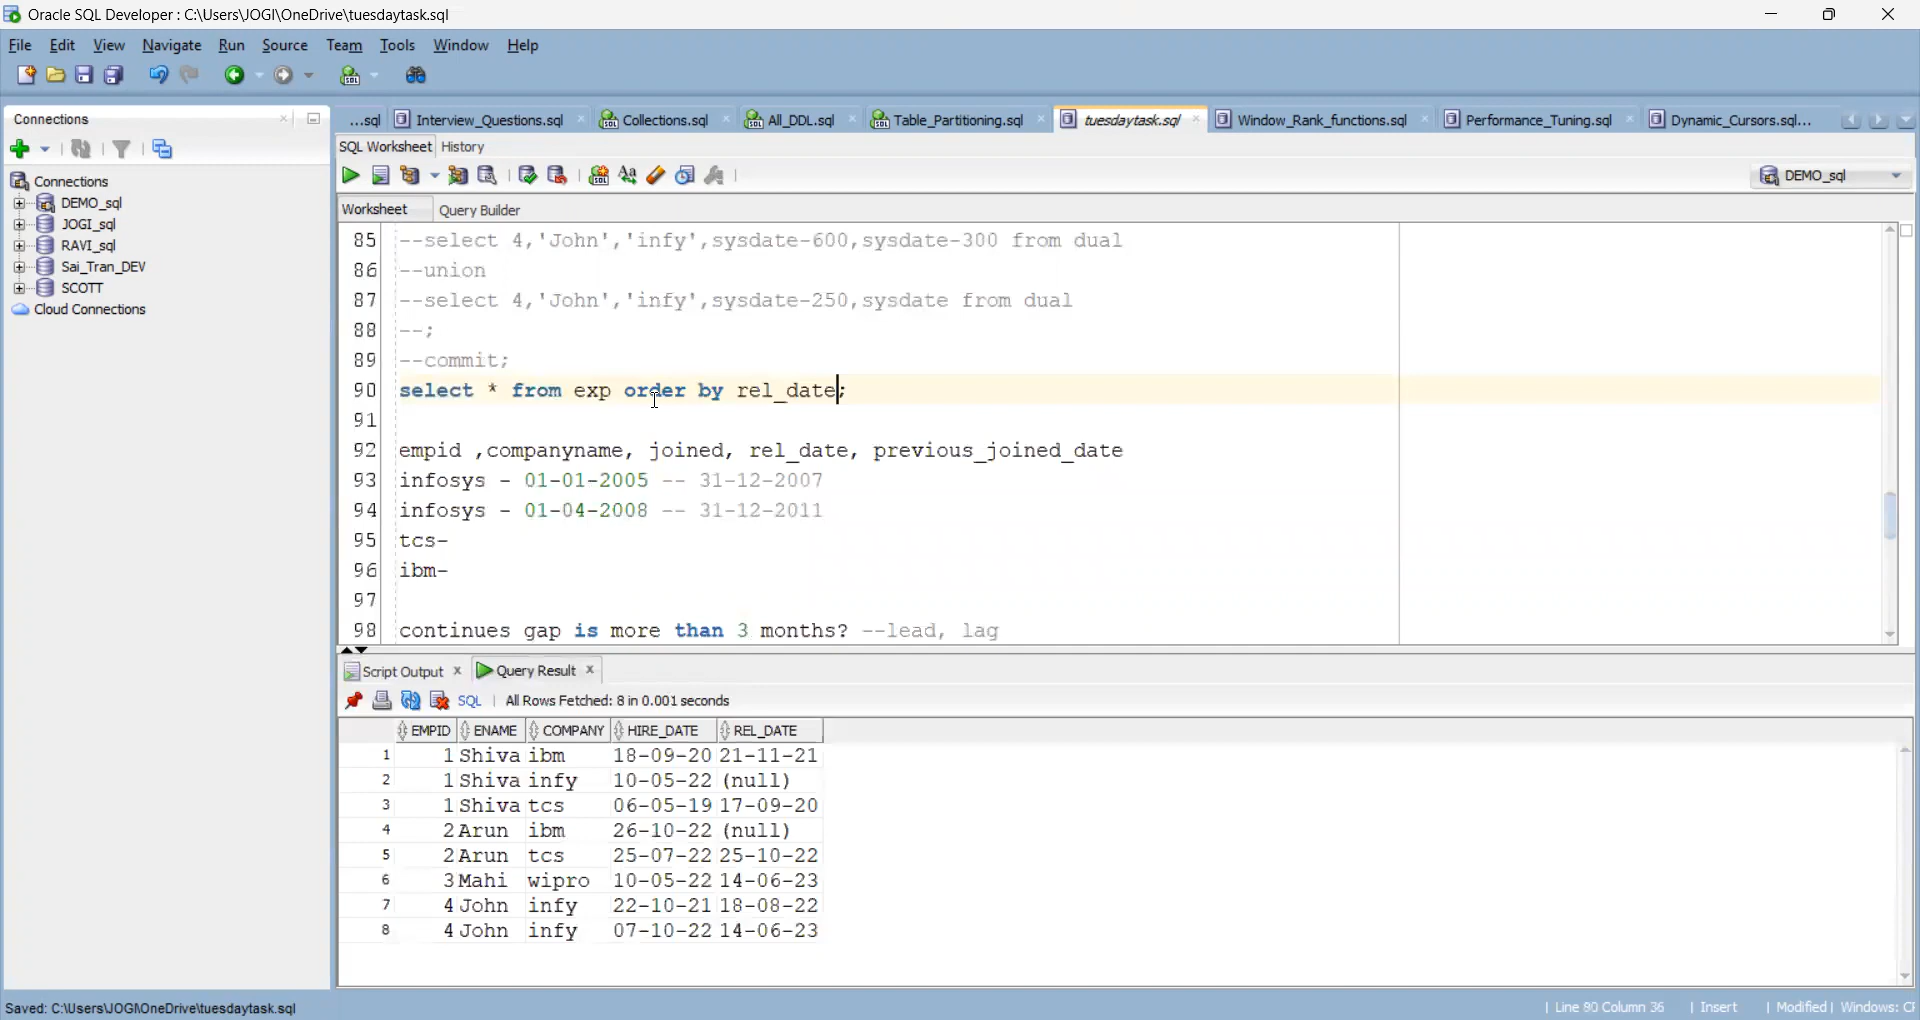 Oracle SQL Developer : C:\Users\JOGI\OneDrive\tuesdaytask.sql
File Edit View Navigate Run Source Team Tools Window Help
Connections
...sql Interview_Questions.sql Collections.sql All_DDL.sql Table_Partitioning.sql tuesdaytask.sql Window_Rank_functions.sql Performance_Tuning.sql Dynamic_Cursors.sql...
SQL Worksheet History
DEMO_sql
Connections
DEMO_sql
JOGI_sql
RAVI_sql
Sai_Tran_DEV
SCOTT
Cloud Connections
Worksheet Query Builder
85 --select 4,'John','infy',sysdate-600,sysdate-300 from dual
86 --union
87 --select 4,'John','infy',sysdate-250,sysdate from dual
88 --;
89 --commit;
90 select * from exp order by rel_date;
91
92 empid ,companyname, joined, rel_date, previous_joined_date
93 infosys - 01-01-2005 -- 31-12-2007
94 infosys - 01-04-2008 -- 31-12-2011
95 tcs-
96 ibm-
97
98 continues gap is more than 3 months? --lead, lag
Script Output Query Result
SQL All Rows Fetched: 8 in 0.001 seconds
EMPID ENAME COMPANY HIRE_DATE REL_DATE
1 1 Shiva ibm 18-09-20 21-11-21
2 1 Shiva infy 10-05-22 (null)
3 1 Shiva tcs 06-05-19 17-09-20
4 2 Arun ibm 26-10-22 (null)
5 2 Arun tcs 25-07-22 25-10-22
6 3 Mahi wipro 10-05-22 14-06-23
7 4 John infy 22-10-21 18-08-22
8 4 John infy 07-10-22 14-06-23
Saved: C:\Users\JOGI\OneDrive\tuesdaytask.sql
Line 90 Column 36 Insert Modified Windows: C